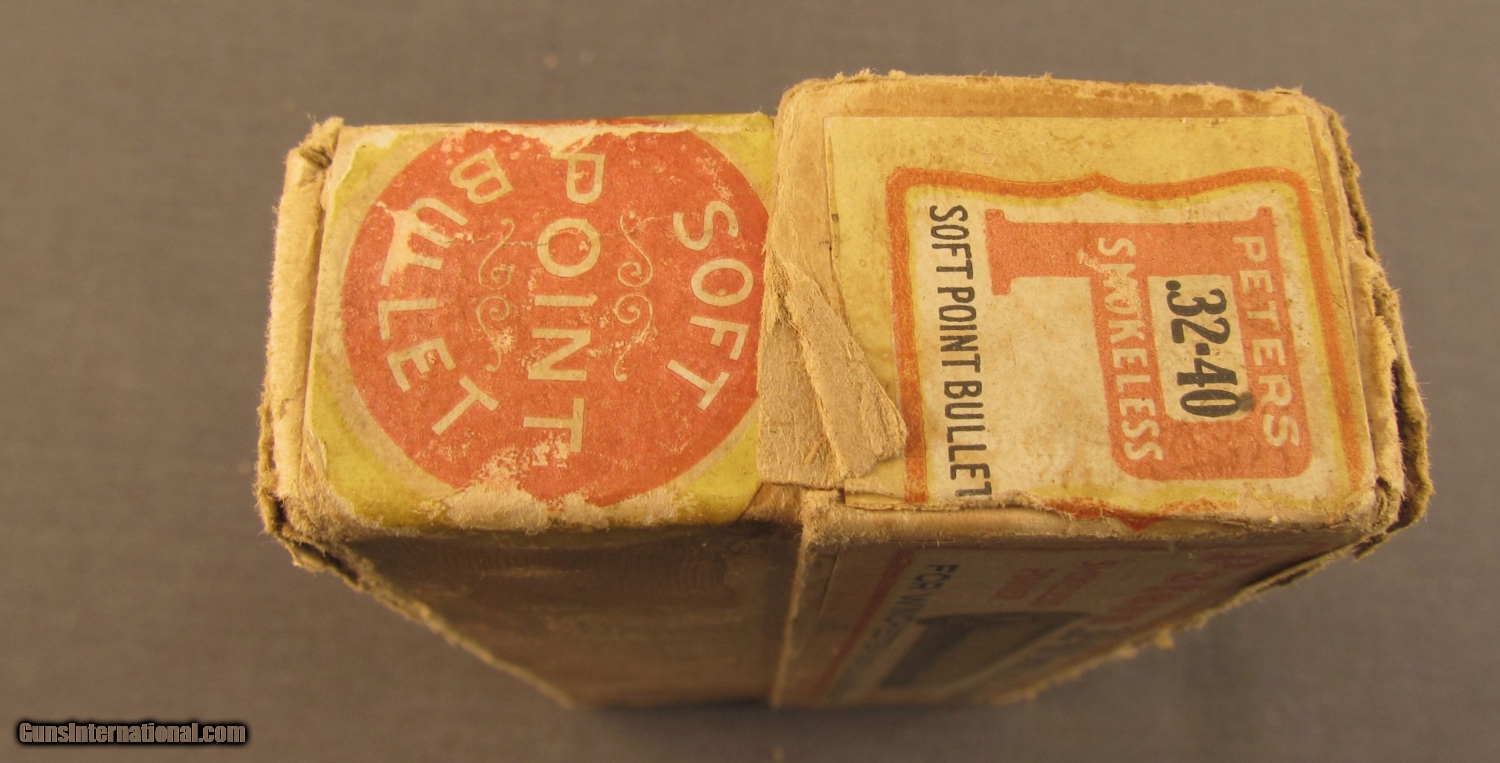 SOFT
POINT
BULLET
PETERS
.32-40
SMOKELESS
SOFT POINT BULLET
FOR
GunsInternational.com